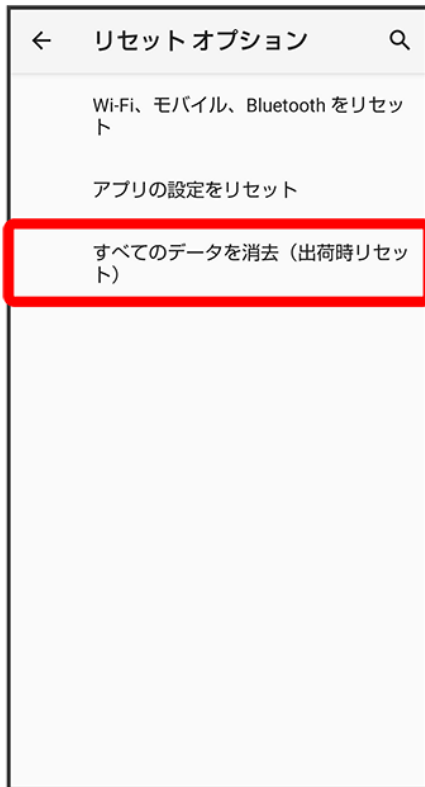 リセット オプション
Wi-Fi、モバイル、Bluetooth をリセッ
ト
アプリの設定をリセット
すべてのデータを消去（出荷時リセッ
ト）